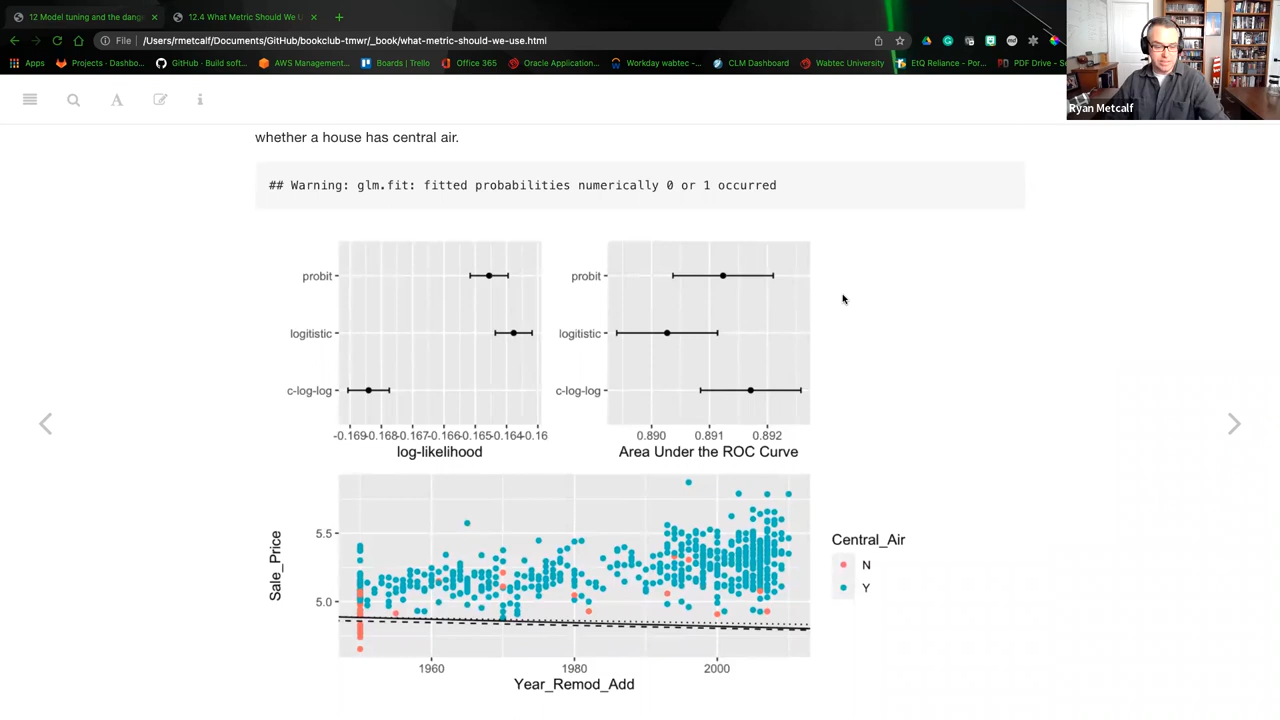 12 Model tuning and the dang
12.4 What Metric Should We U
File
/Users/rmetcalf/Documents/GitHub/bookclub-tmwr/_book/what-metric-should-we-use.html
Apps
Projects - Dashbo...
GitHub · Build soft...
AWS Management...
Boards | Trello
Office 365
Oracle Application...
Workday wabtec -...
CLM Dashboard
Wabtec University
EtQ Reliance - Por...
PDF Drive - S
Ryan Metcalf
whether a house has central air.
## Warning: glm.fit: fitted probabilities numerically 0 or 1 occurred
probit
logitistic
c-log-log
-0.169 -0.168 -0.167 -0.166 -0.165 -0.164 -0.16
log-likelihood
probit
logitistic
c-log-log
0.890 0.891 0.892
Area Under the ROC Curve
Sale_Price
5.5
5.0
1960 1980 2000
Year_Remod_Add
Central_Air
N
Y